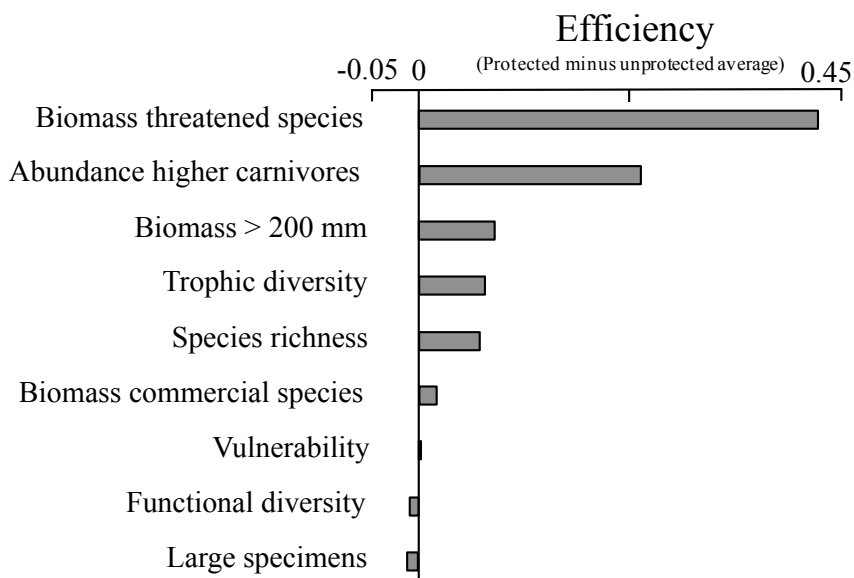 Efficiency
(Protected minus unprotected average)
-0.05 0 0.45
Biomass threatened species
Abundance higher carnivores
Biomass > 200 mm
Trophic diversity
Species richness
Biomass commercial species
Vulnerability
Functional diversity
Large specimens